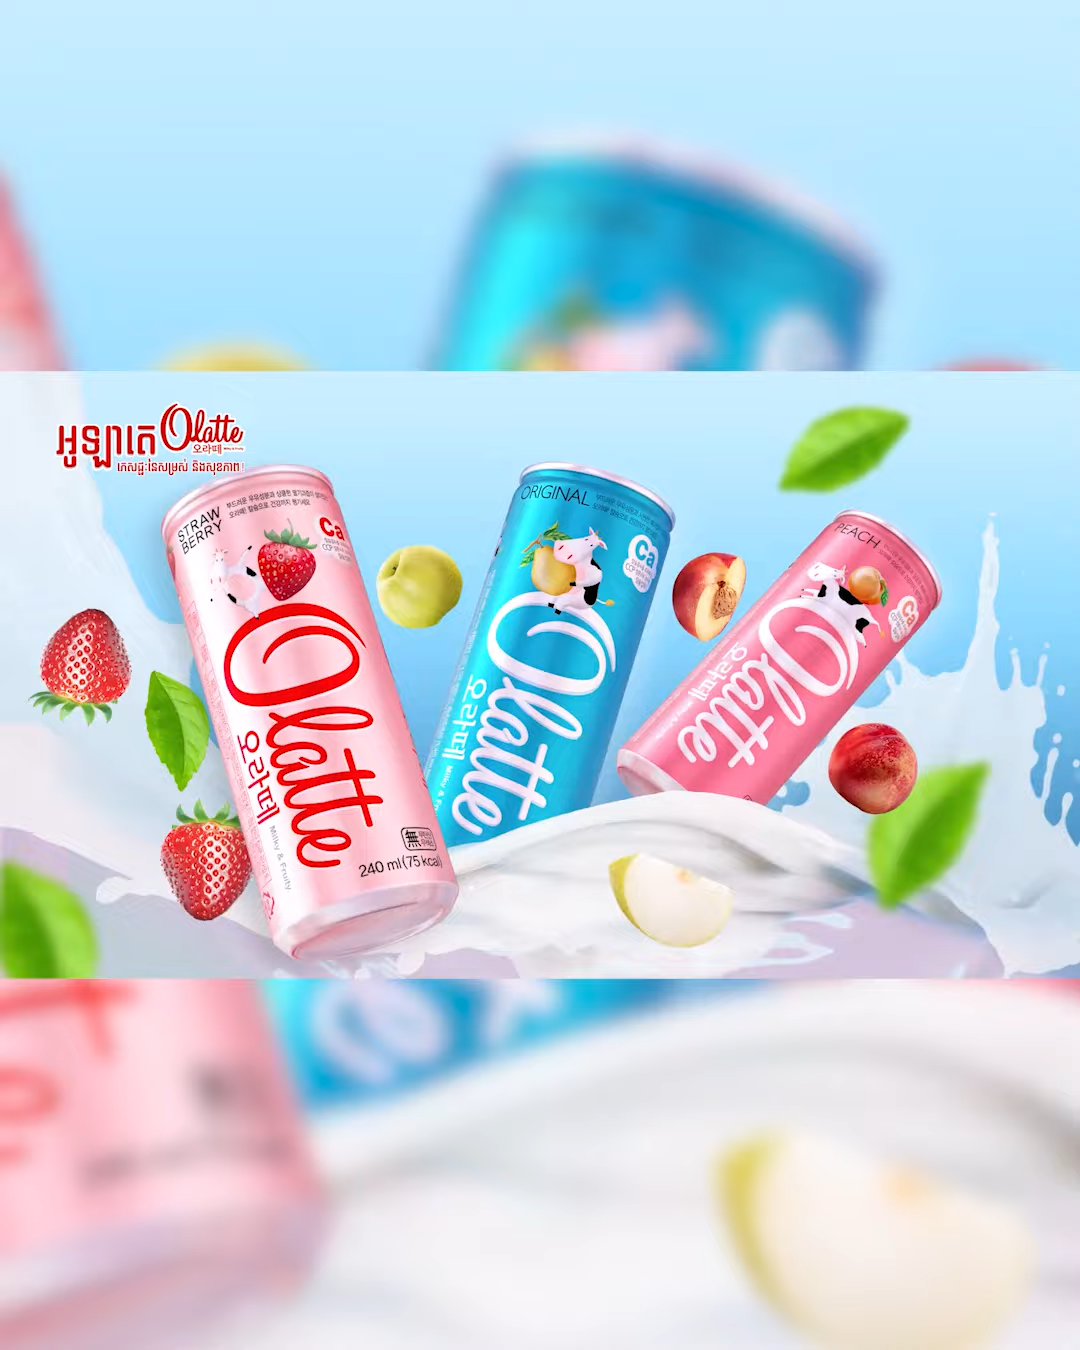 អូឡាតេ Olatte
오라떼
ភេសជ្ជៈនៃសម្រស់ និងសុខភាព!
STRAW
BERRY
Ca
Olatte
오라떼
Milky & Fruity
無
240 ml(75 kcal)
ORIGINAL
Ca
Olatte
오라떼
PEACH
Ca
Olatte
오라떼